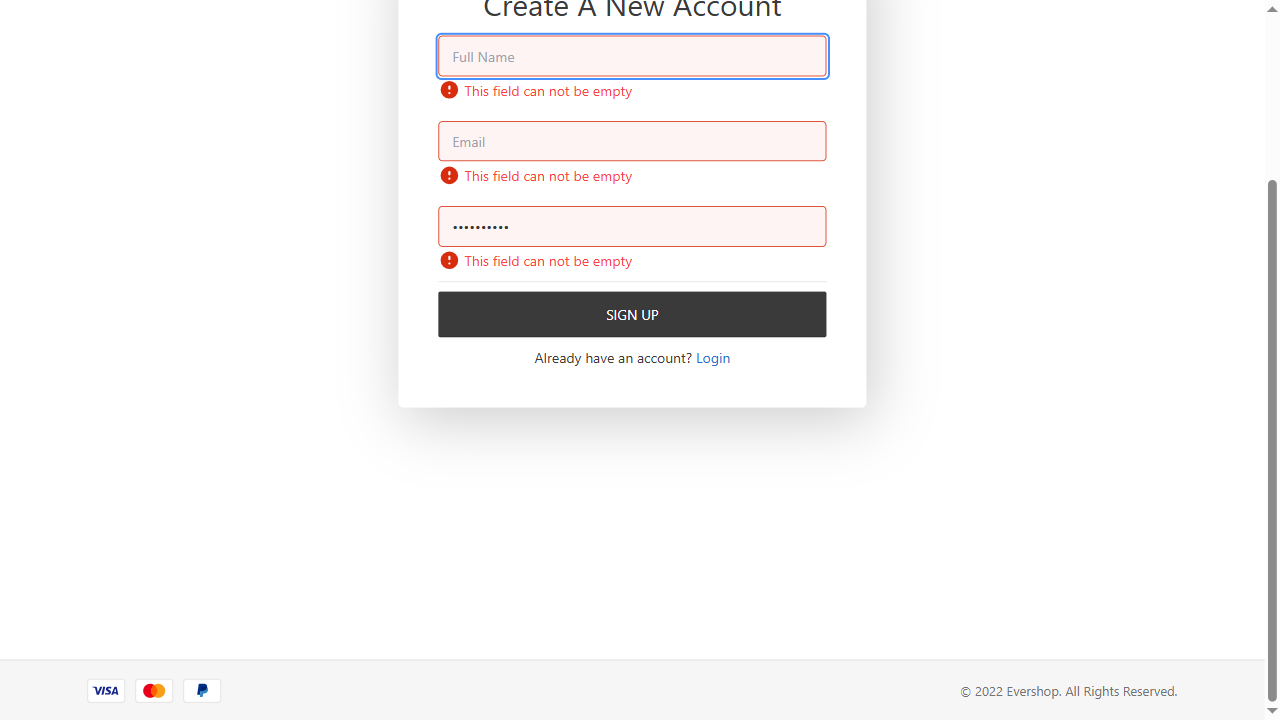 Create A New Account
Full Name
This field can not be empty
Email
This field can not be empty
••••••••••
This field can not be empty
SIGN UP
Already have an account? Login
VISA
© 2022 Evershop. All Rights Reserved.